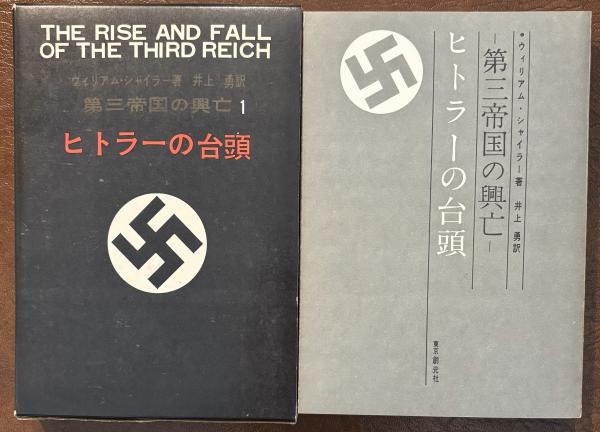 THE RISE AND FALL
OF THE THIRD REICH
ウィリアム・シャイラー著 井上 勇訳
第三帝国の興亡 1
ヒトラーの台頭
●ウィリアム・シャイラー著 井上 勇訳
―第三帝国の興亡―
ヒトラーの台頭
東京創元社